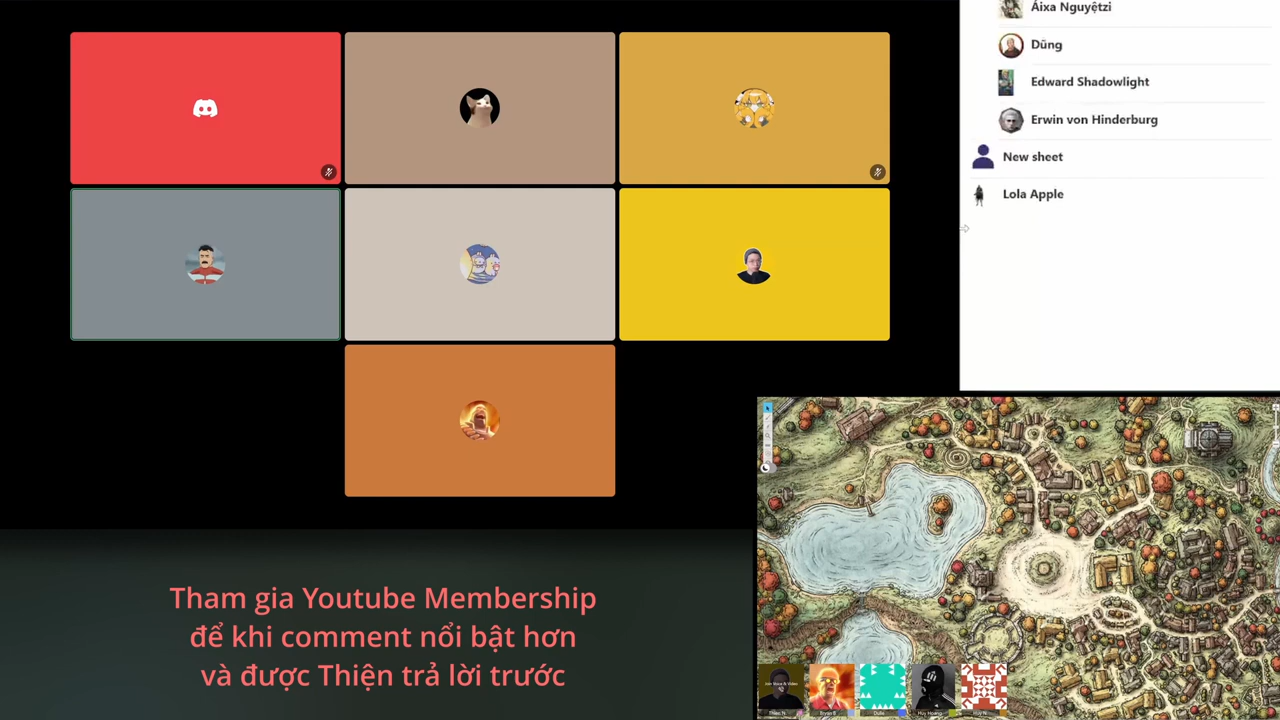 Áixa Nguyệtzi
Dũng
Edward Shadowlight
Erwin von Hinderburg
New sheet
Lola Apple
Tham gia Youtube Membership
để khi comment nổi bật hơn
và được Thiện trả lời trước